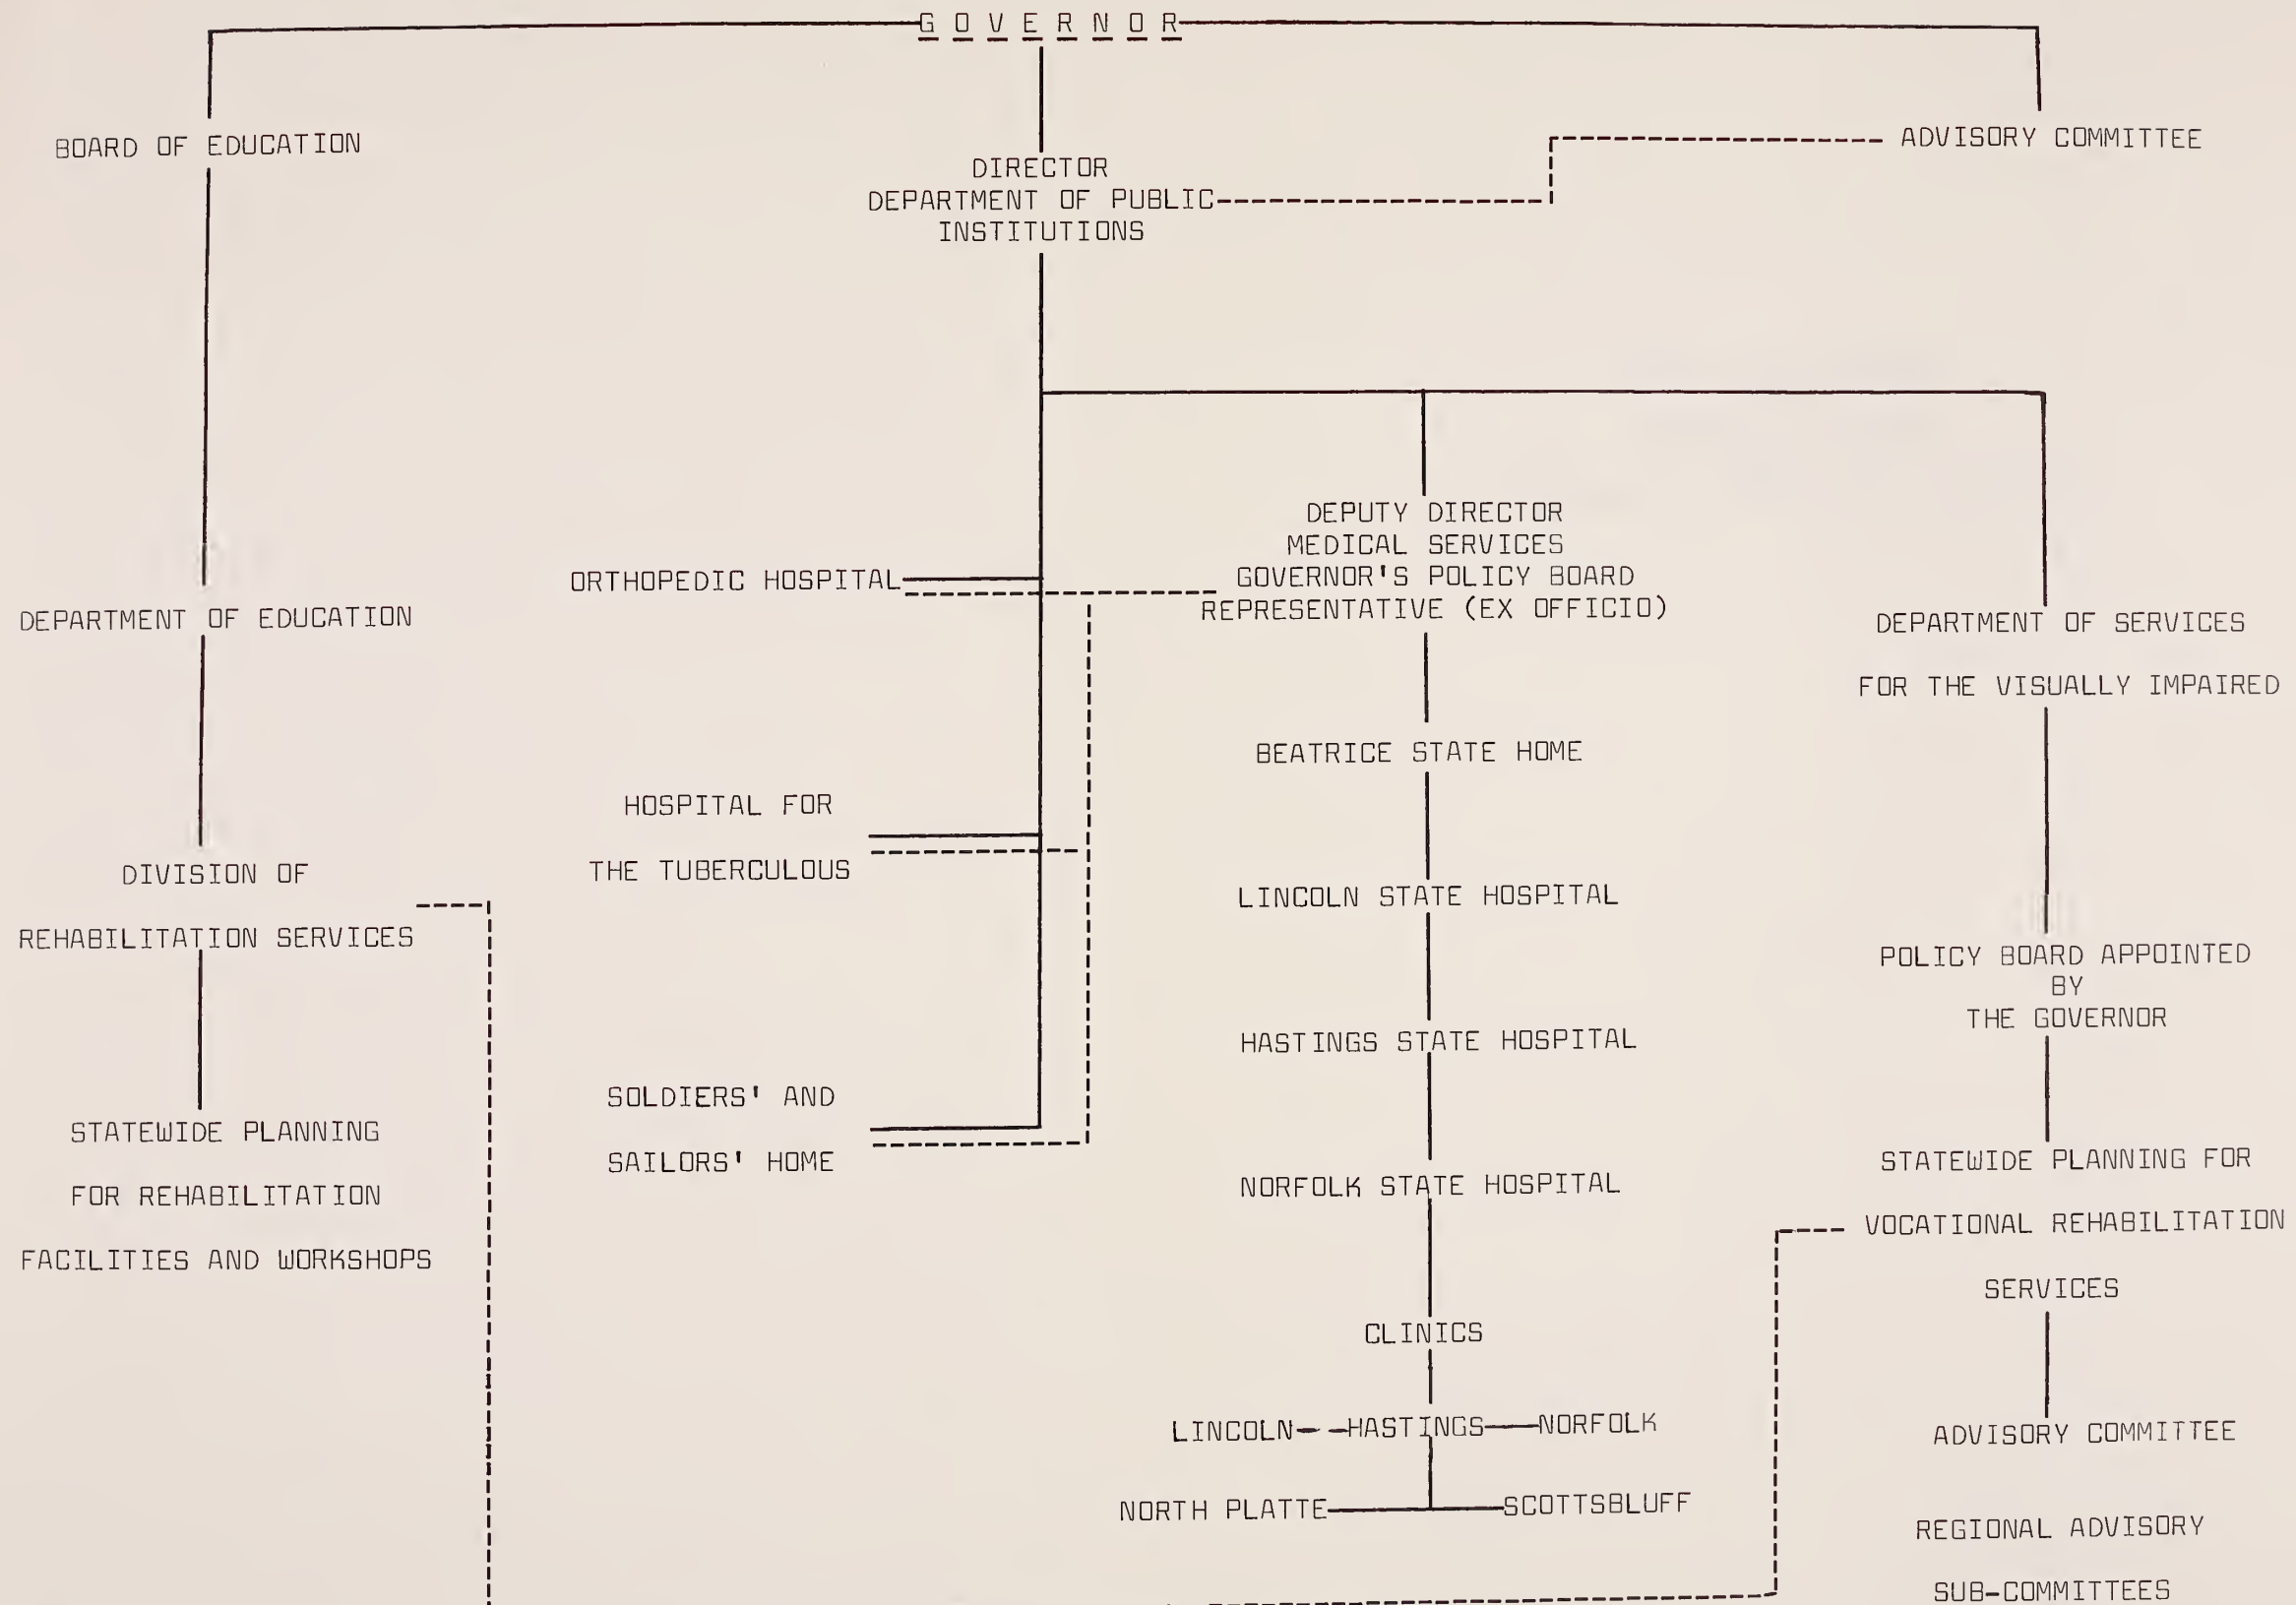 GOVERNOR
BOARD OF EDUCATION
ADVISORY COMMITTEE
DIRECTOR
DEPARTMENT OF PUBLIC
INSTITUTIONS
DEPUTY DIRECTOR
MEDICAL SERVICES
GOVERNOR'S POLICY BOARD
REPRESENTATIVE (EX OFFICIO)
ORTHOPEDIC HOSPITAL
DEPARTMENT OF EDUCATION
DEPARTMENT OF SERVICES
FOR THE VISUALLY IMPAIRED
BEATRICE STATE HOME
HOSPITAL FOR
THE TUBERCULOUS
DIVISION OF
REHABILITATION SERVICES
LINCOLN STATE HOSPITAL
POLICY BOARD APPOINTED
BY
THE GOVERNOR
HASTINGS STATE HOSPITAL
SOLDIERS' AND
SAILORS' HOME
STATEWIDE PLANNING
FOR REHABILITATION
FACILITIES AND WORKSHOPS
NORFOLK STATE HOSPITAL
STATEWIDE PLANNING FOR
VOCATIONAL REHABILITATION
SERVICES
CLINICS
LINCOLN HASTINGS NORFOLK
NORTH PLATTE SCOTTSBLUFF
ADVISORY COMMITTEE
REGIONAL ADVISORY
SUB-COMMITTEES